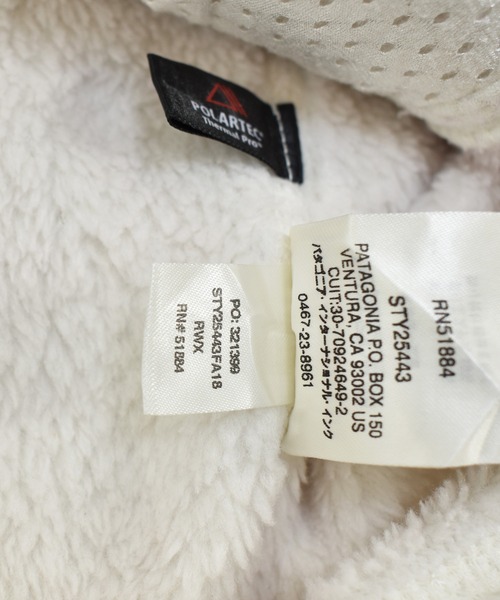 POLARTEC®
Thermal Pro®
RN51884
STY25443
PATAGONIA P.O. BOX 150
VENTURA, CA 93002 US
CUIT:30-70924649-2
パタゴニア・インターナショナル・インク
0467-23-8961
PO: 321399
STY25443FA18
RWX
RN# 51884